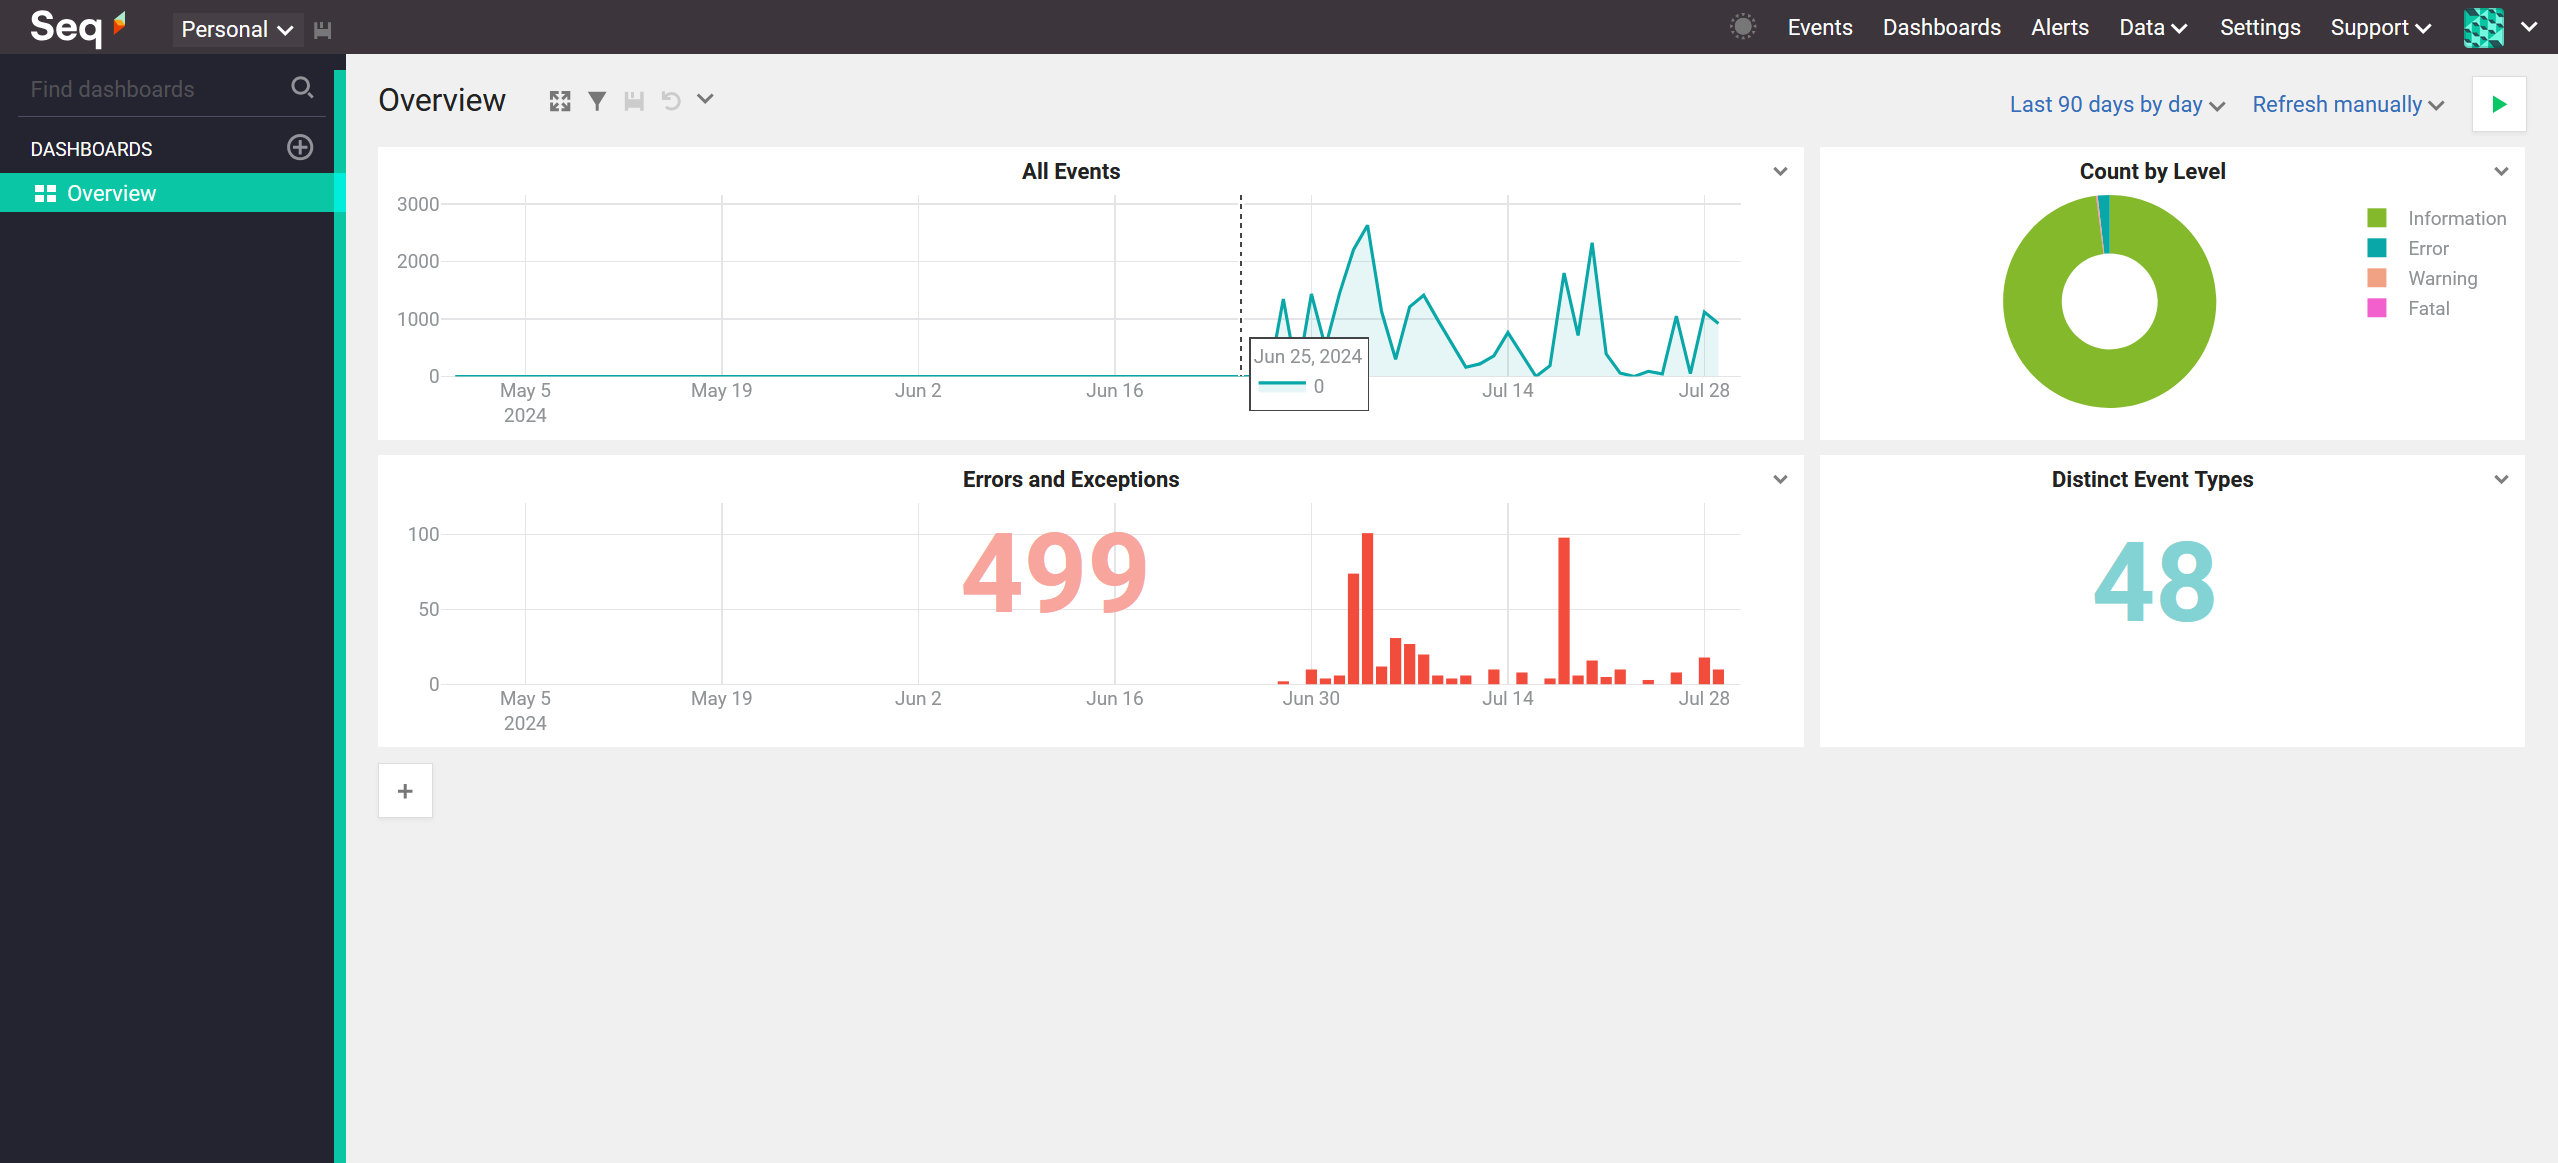 Seq
Personal
Events Dashboards Alerts Data Settings Support
Find dashboards
DASHBOARDS
Overview
Overview
Last 90 days by day Refresh manually
All Events
3000
2000
1000
0
May 5
2024
May 19
Jun 2
Jun 16
Jul 14
Jul 28
Jun 25, 2024
0
Count by Level
Information
Error
Warning
Fatal
Errors and Exceptions
499
100
50
0
May 5
2024
May 19
Jun 2
Jun 16
Jun 30
Jul 14
Jul 28
Distinct Event Types
48
+